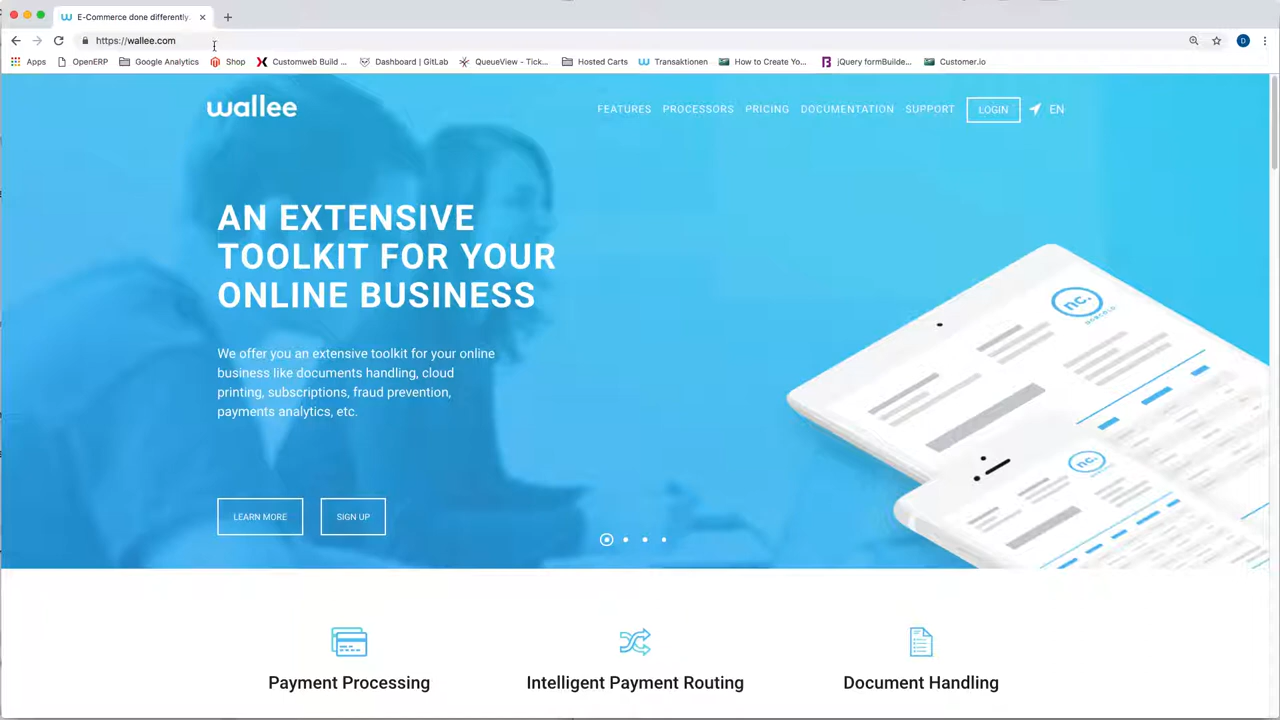 E-Commerce done differently
https://wallee.com
D
Apps
OpenERP
Google Analytics
Shop
Customweb Build ...
Dashboard | GitLab
QueueView - Tick...
Hosted Carts
Transaktionen
How to Create Yo...
jQuery formBuilde...
Customer.io
wallee
FEATURES
PROCESSORS
PRICING
DOCUMENTATION
SUPPORT
LOGIN
EN
AN EXTENSIVE
TOOLKIT FOR YOUR
ONLINE BUSINESS
We offer you an extensive toolkit for your online
business like documents handling, cloud
printing, subscriptions, fraud prevention,
payments analytics, etc.
nc.
nc.
LEARN MORE
SIGN UP
Payment Processing
Intelligent Payment Routing
Document Handling